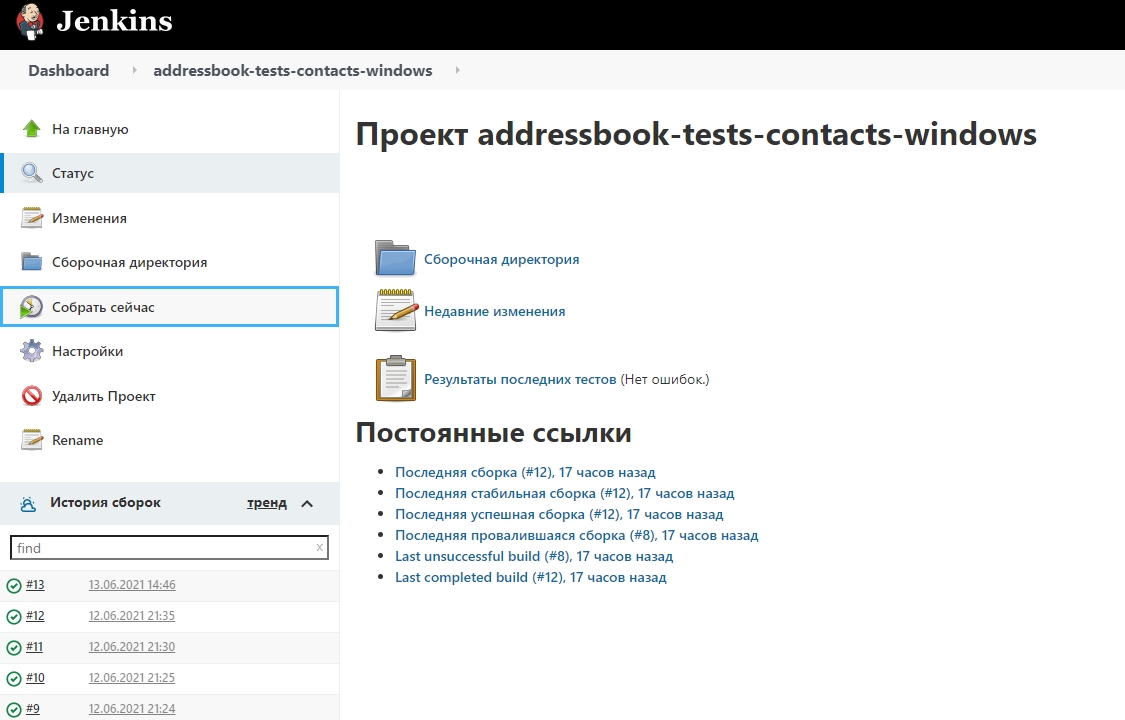 Jenkins
Dashboard addressbook-tests-contacts-windows
На главную
Статус
Изменения
Сборочная директория
Собрать сейчас
Настройки
Удалить Проект
Rename
История сборок тренд
find x
#13 13.06.2021 14:46
#12 12.06.2021 21:35
#11 12.06.2021 21:30
#10 12.06.2021 21:25
#9 12.06.2021 21:24
Проект addressbook-tests-contacts-windows
Сборочная директория
Недавние изменения
Результаты последних тестов (Нет ошибок.)
Постоянные ссылки
Последняя сборка (#12), 17 часов назад
Последняя стабильная сборка (#12), 17 часов назад
Последняя успешная сборка (#12), 17 часов назад
Последняя провалившаяся сборка (#8), 17 часов назад
Last unsuccessful build (#8), 17 часов назад
Last completed build (#12), 17 часов назад